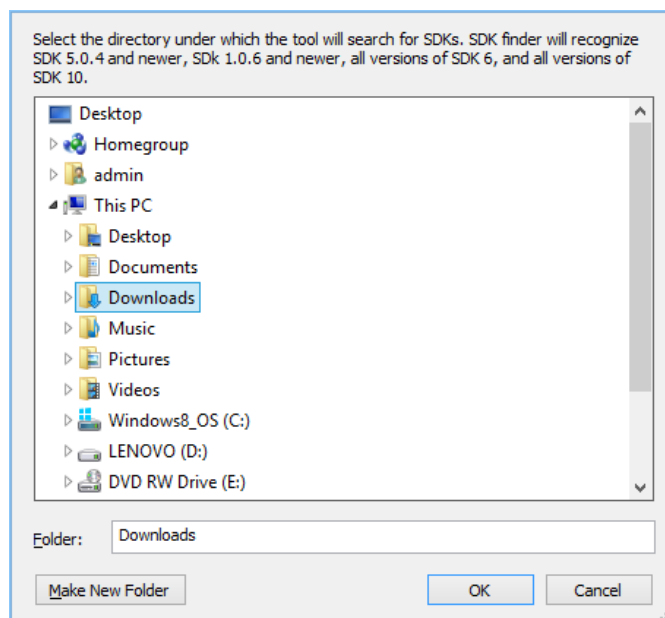 Select the directory under which the tool will search for SDKs. SDK finder will recognize
SDK 5.0.4 and newer, SDk 1.0.6 and newer, all versions of SDK 6, and all versions of
SDK 10.
Desktop
Homegroup
admin
This PC
Desktop
Documents
Downloads
Music
Pictures
Videos
Windows8_OS (C:)
LENOVO (D:)
DVD RW Drive (E:)
Folder: Downloads
Make New Folder OK Cancel